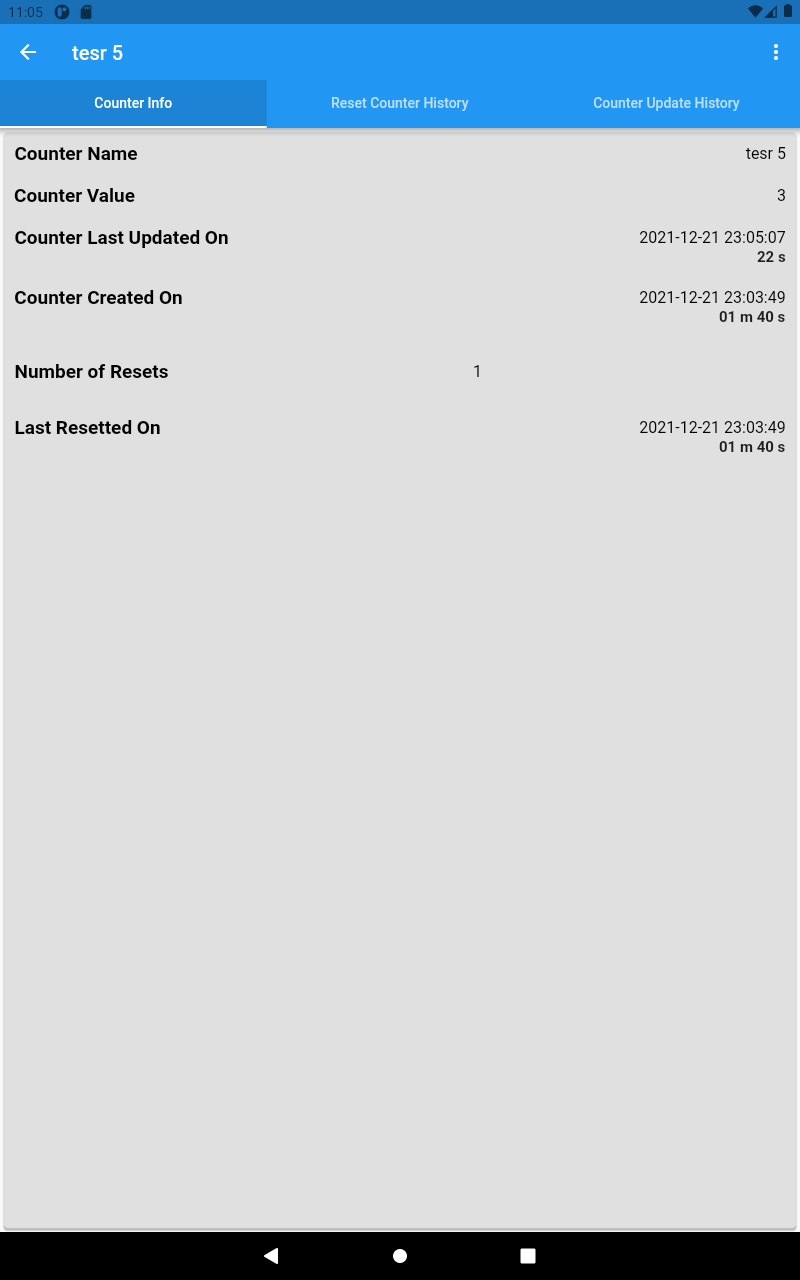 11:05
tesr 5
Counter Info
Reset Counter History
Counter Update History
Counter Name
tesr 5
Counter Value
3
Counter Last Updated On
2021-12-21 23:05:07
22 s
Counter Created On
2021-12-21 23:03:49
01 m 40 s
Number of Resets
1
Last Resetted On
2021-12-21 23:03:49
01 m 40 s